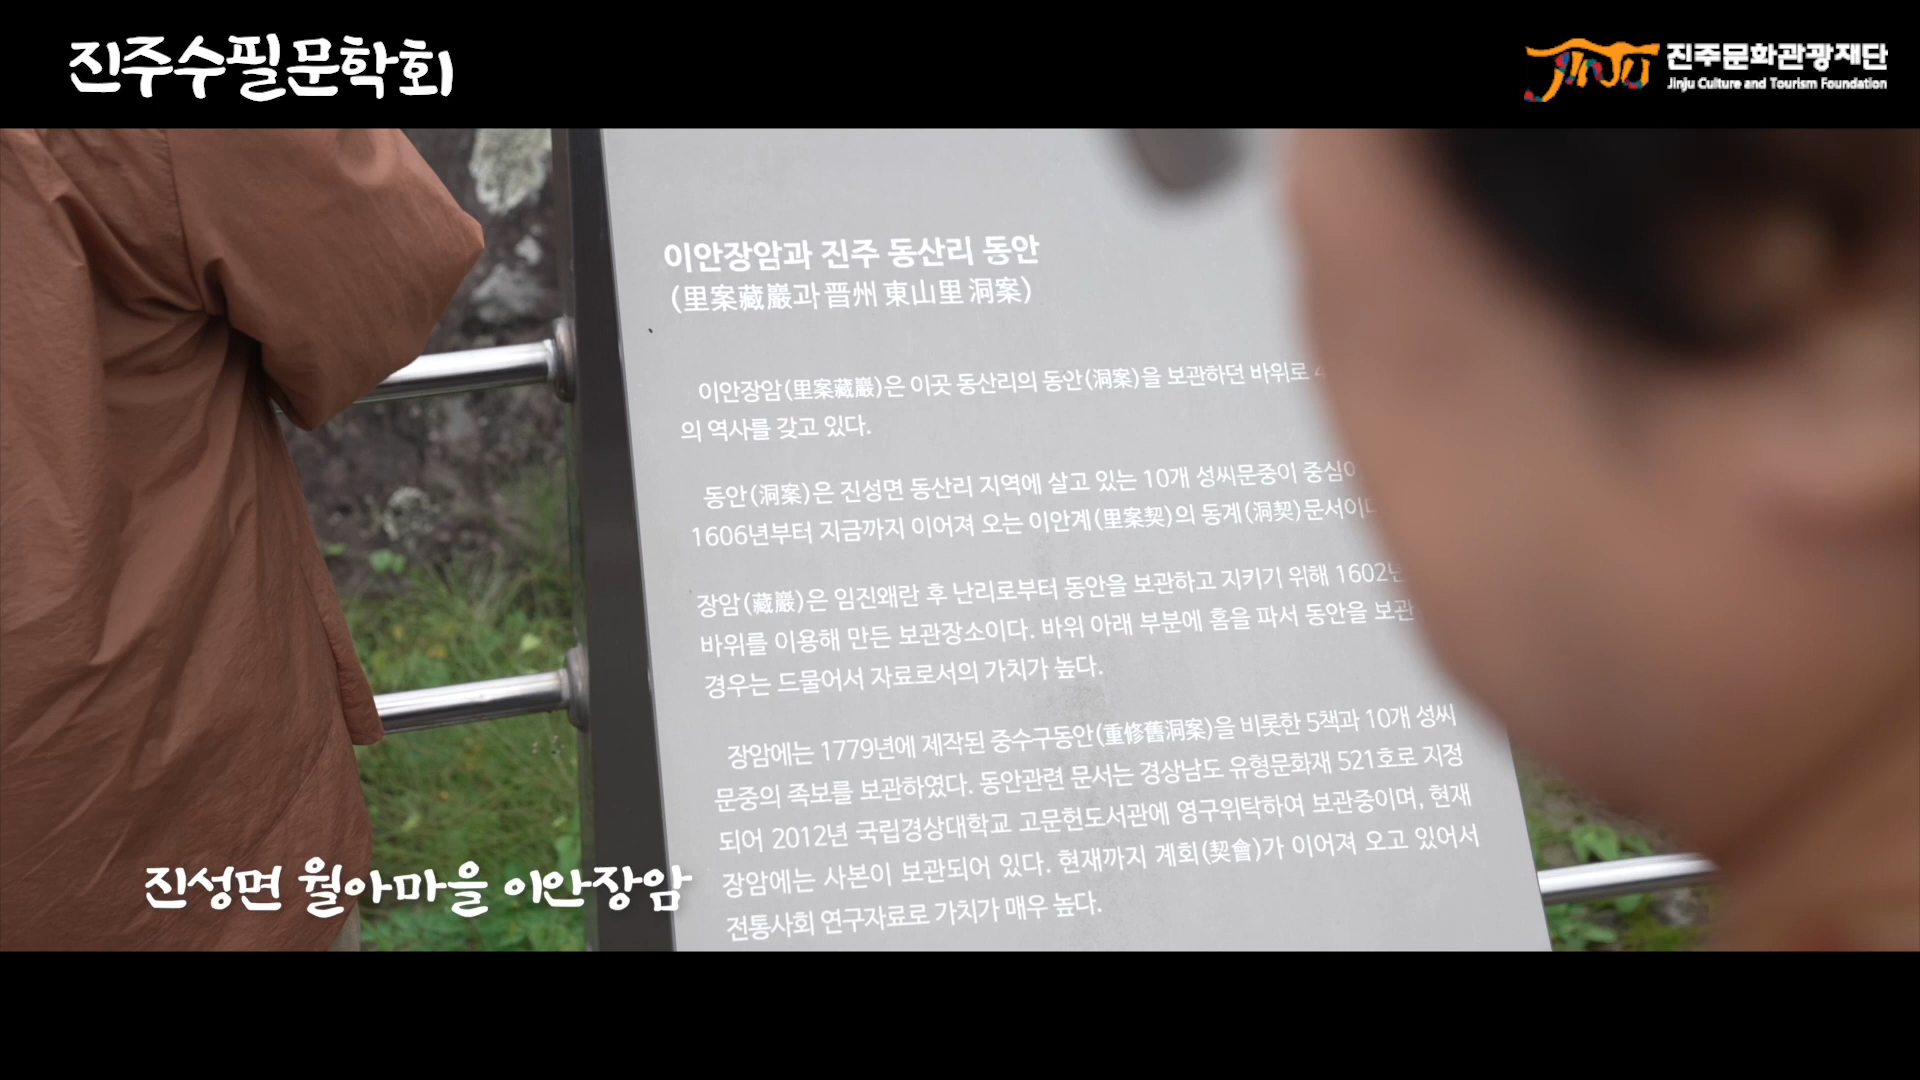 진주수필문학회
JINJU 진주문화관광재단
Jinju Culture and Tourism Foundation
이안장암과 진주 동산리 동안
(里案藏巖과 晋州 東山里 洞案)
이안장암(里案藏巖)은 이곳 동산리의 동안(洞案)을 보관하던 바위로
의 역사를 갖고 있다.
동안(洞案)은 진성면 동산리 지역에 살고 있는 10개 성씨문중이
1606년부터 지금까지 이어져 오는 이안계(里案契)의 동계(洞契)문서이다
장암(藏巖)은 임진왜란 후 난리로부터 동안을 보관하고 지키기 위해 1602년
바위를 이용해 만든 보관장소이다. 바위 아래 부분에 홈을 파서 동안을 보관
경우는 드물어서 자료로서의 가치가 높다.
장암에는 1779년에 제작된 중수구동안(重修舊洞案)을 비롯한 5책과 10개 성씨
문중의 족보를 보관하였다. 동안관련 문서는 경상남도 유형문화재 521호로 지정
되어 2012년 국립경상대학교 고문헌도서관에 영구위탁하여 보관중이며, 현재
장암에는 사본이 보관되어 있다. 현재까지 계회(契會)가 이어져 오고 있어서
전통사회 연구자료로 가치가 매우 높다.
진성면 월아마을 이안장암